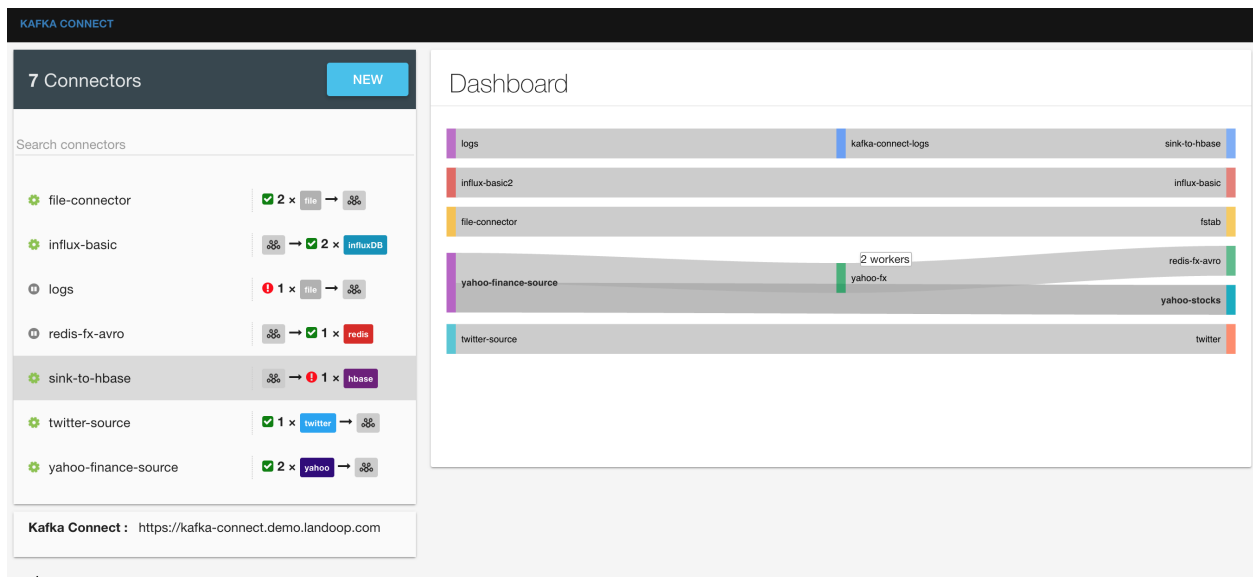 KAFKA CONNECT
7 Connectors
NEW
Search connectors
file-connector 2 × file →
influx-basic → 2 × influxDB
logs 1 × file →
redis-fx-avro → 1 × redis
sink-to-hbase → 1 × hbase
twitter-source 1 × twitter →
yahoo-finance-source 2 × yahoo →
Kafka Connect : https://kafka-connect.demo.landoop.com
Dashboard
logs kafka-connect-logs sink-to-hbase
influx-basic2 influx-basic
file-connector fstab
2 workers redis-fx-avro
yahoo-finance-source yahoo-fx
yahoo-stocks
twitter-source twitter